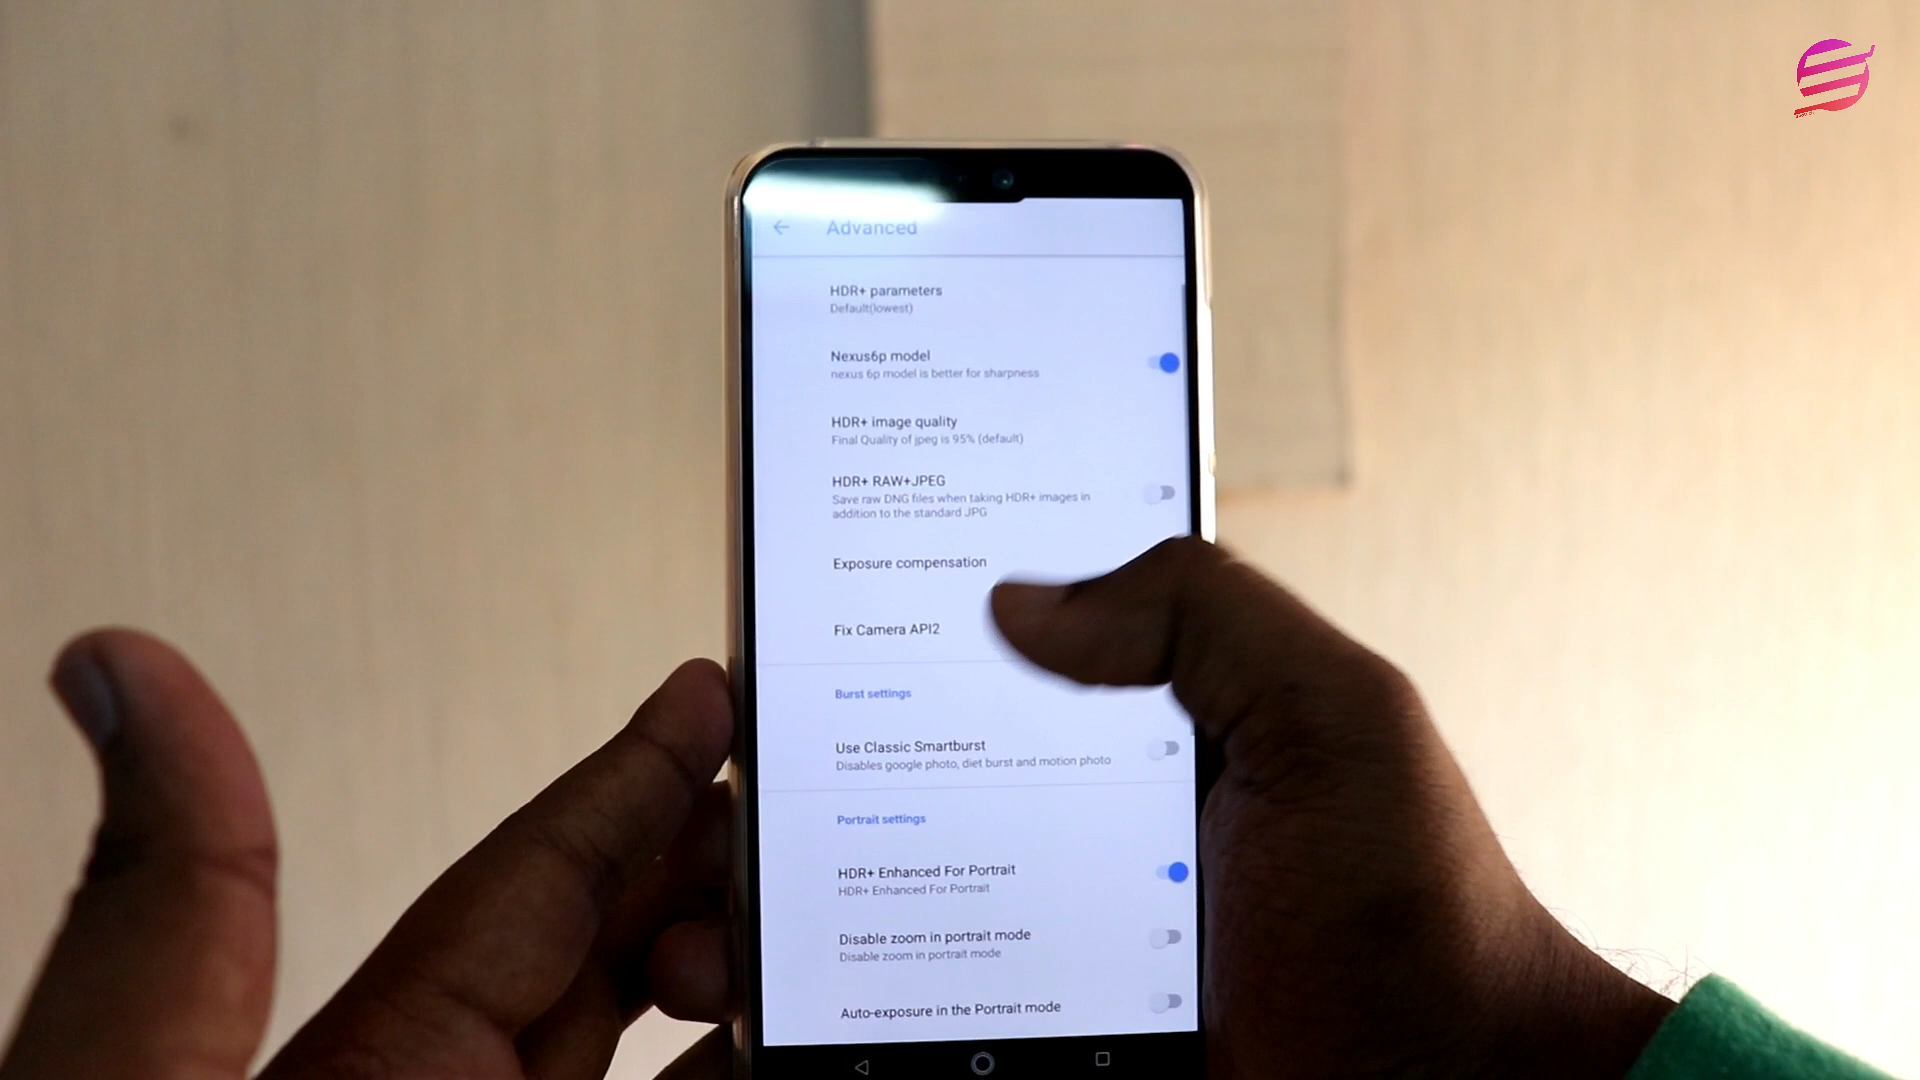 Advanced
HDR+ parameters
Default(lowest)
Nexus6p model
nexus 6p model is better for sharpness
HDR+ image quality
Final Quality of jpeg is 95% (default)
HDR+ RAW+JPEG
Save raw DNG files when taking HDR+ images in
addition to the standard JPG
Exposure compensation
Fix Camera API2
Burst settings
Use Classic Smartburst
Disables google photo, diet burst and motion photo
Portrait settings
HDR+ Enhanced For Portrait
HDR+ Enhanced For Portrait
Disable zoom in portrait mode
Disable zoom in portrait mode
Auto-exposure in the Portrait mode